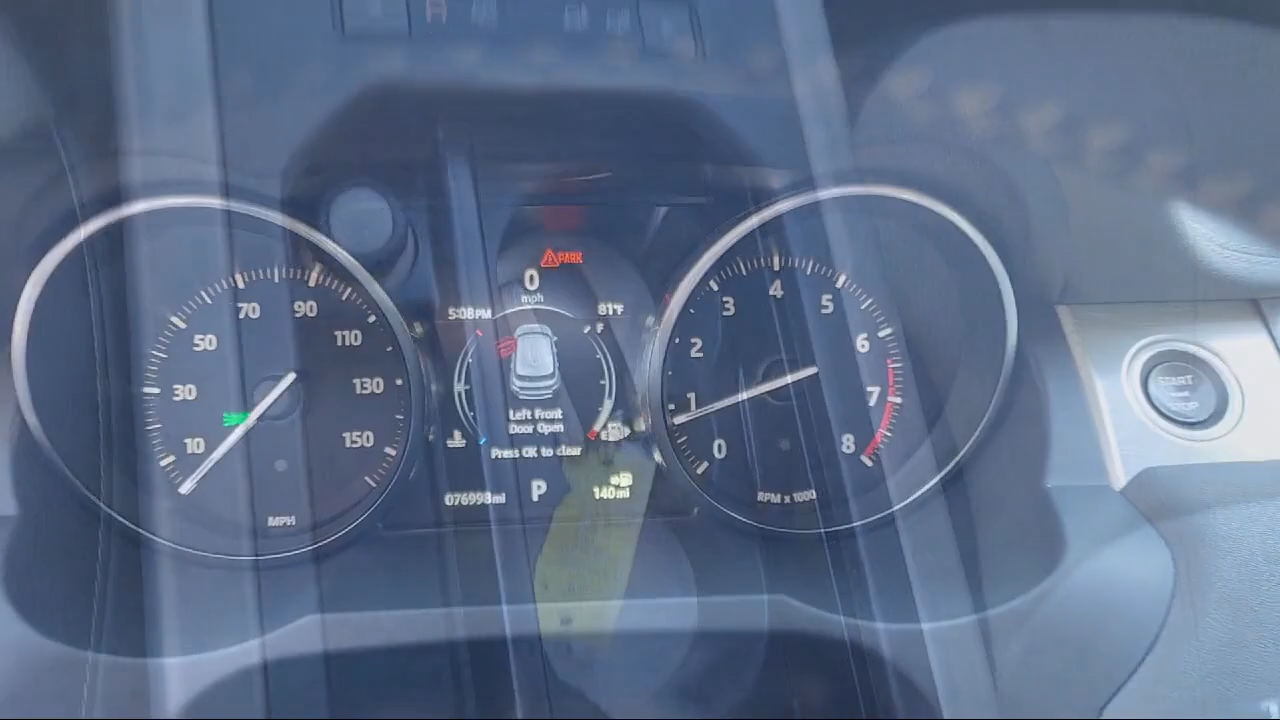 PARK
0
mph
5:08PM 81°F
F
Left Front
Door Open
Press OK to clear
E
076993mi P 140mi
10 30 50 70 90 110 130 150
MPH
0 1 2 3 4 5 6 7 8
RPM x 1000
START
STOP